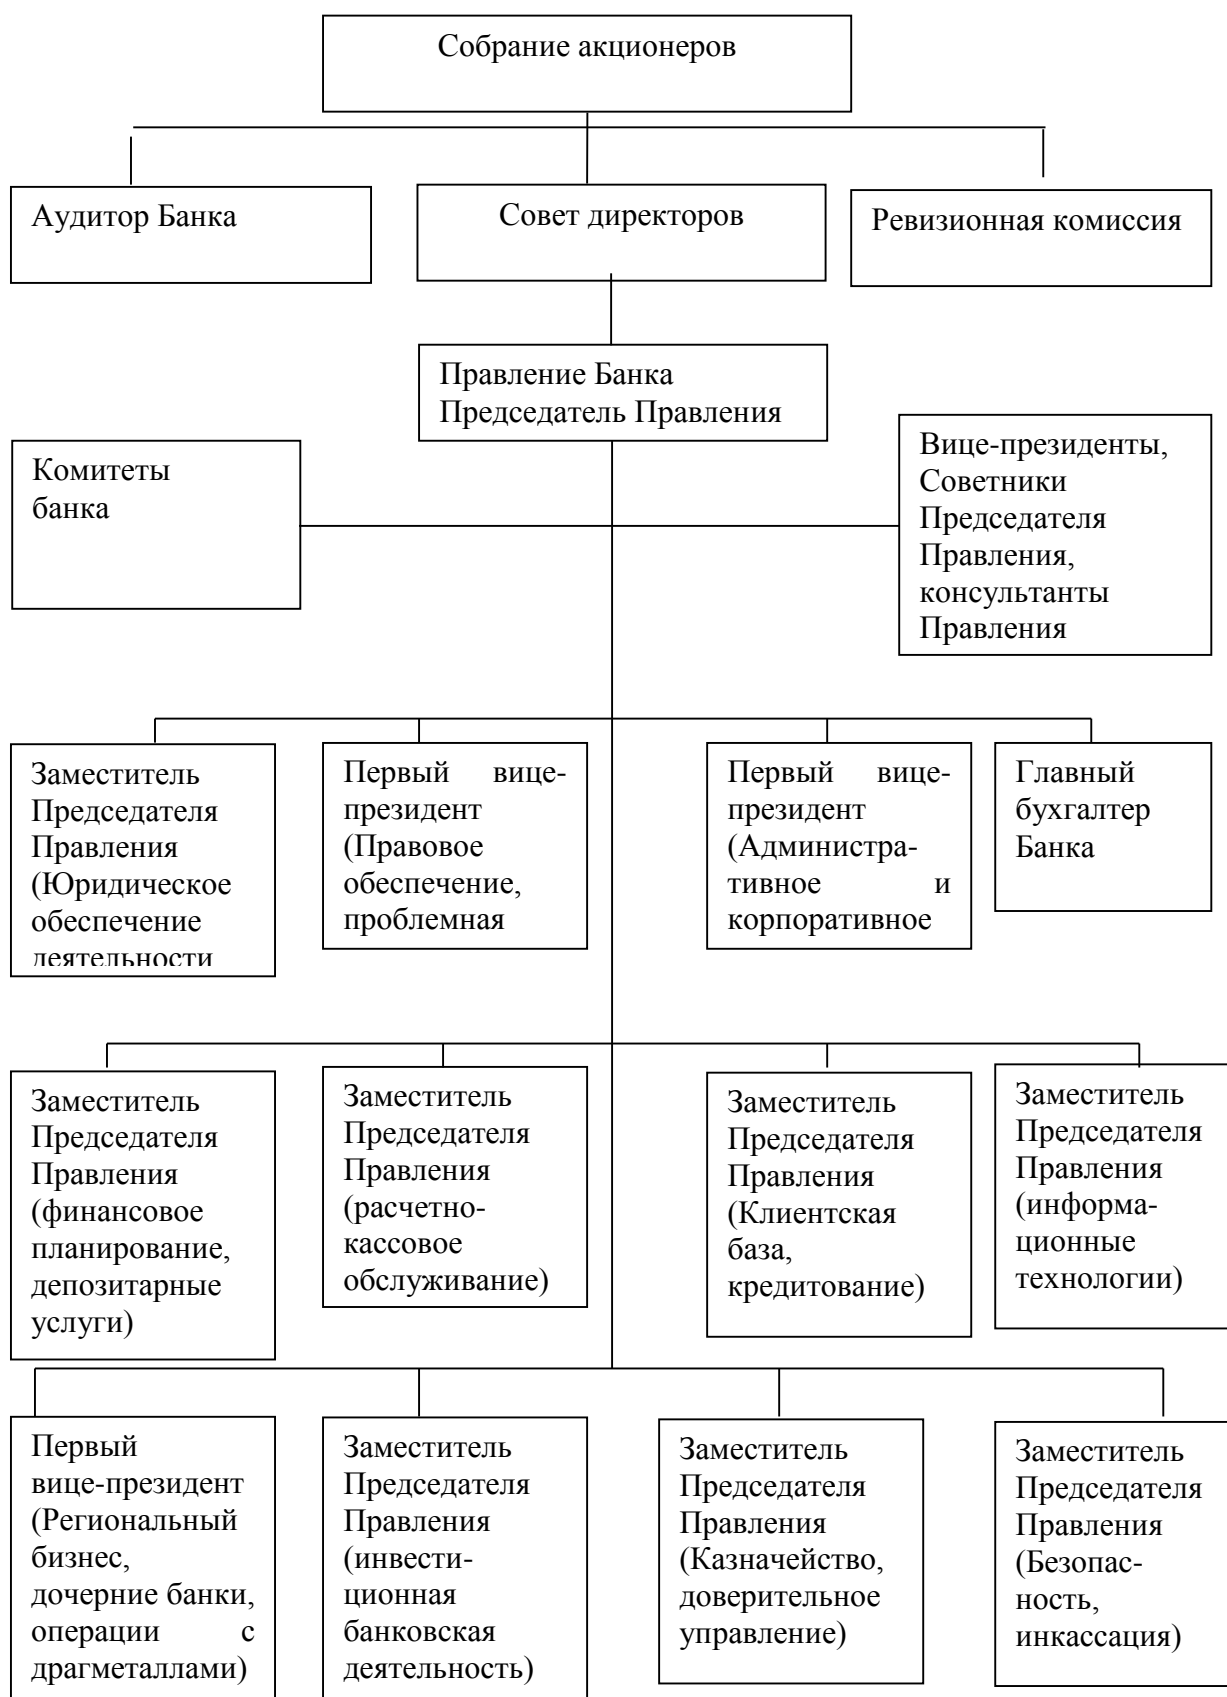 Собрание акционеров
Аудитор Банка
Совет директоров
Ревизионная комиссия
Правление Банка
Председатель Правления
Комитеты
банка
Вице-президенты,
Советники
Председателя
Правления,
консультанты
Правления
Заместитель
Председателя
Правления
(Юридическое
обеспечение
деятельности
Первый вице-
президент
(Правовое
обеспечение,
проблемная
Первый вице-
президент
(Администра-
тивное и
корпоративное
Главный
бухгалтер
Банка
Заместитель
Председателя
Правления
(финансовое
планирование,
депозитарные
услуги)
Заместитель
Председателя
Правления
(расчетно-
кассовое
обслуживание)
Заместитель
Председателя
Правления
(Клиентская
база,
кредитование)
Заместитель
Председателя
Правления
(информа-
ционные
технологии)
Первый
вице-президент
(Региональный
бизнес,
дочерние банки,
операции с
драгметаллами)
Заместитель
Председателя
Правления
(инвести-
ционная
банковская
деятельность)
Заместитель
Председателя
Правления
(Казначейство,
доверительное
управление)
Заместитель
Председателя
Правления
(Безопас-
ность,
инкассация)